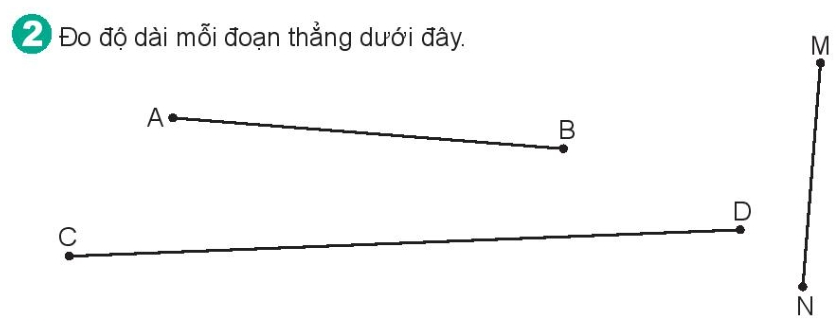 2 Đo độ dài mỗi đoạn thẳng dưới đây.
M
A
B
D
C
N